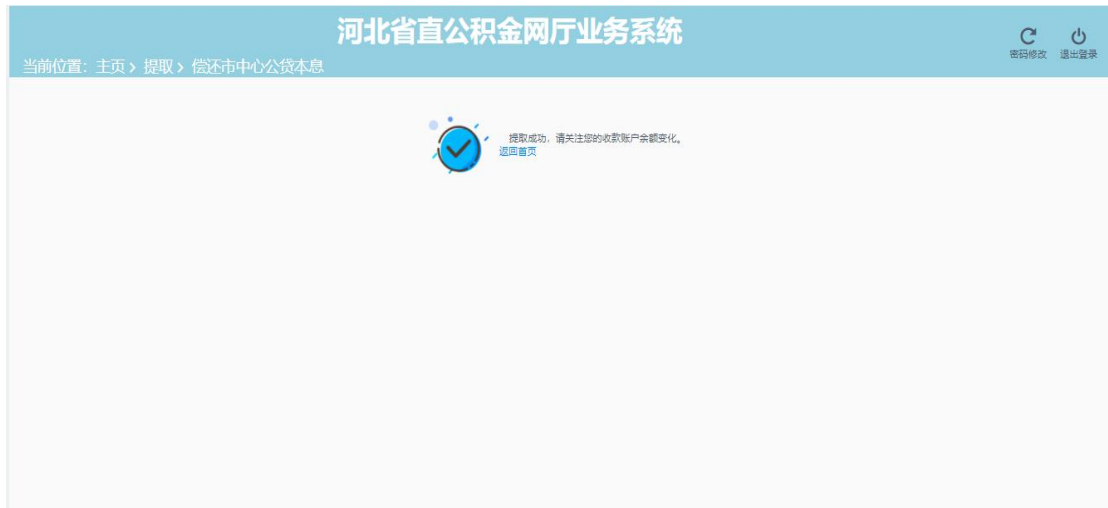 河北省直公积金网厅业务系统
密码修改 退出登录
当前位置：主页 > 提取 > 偿还市中心公贷本息
提取成功，请关注您的收款账户余额变化。
返回首页